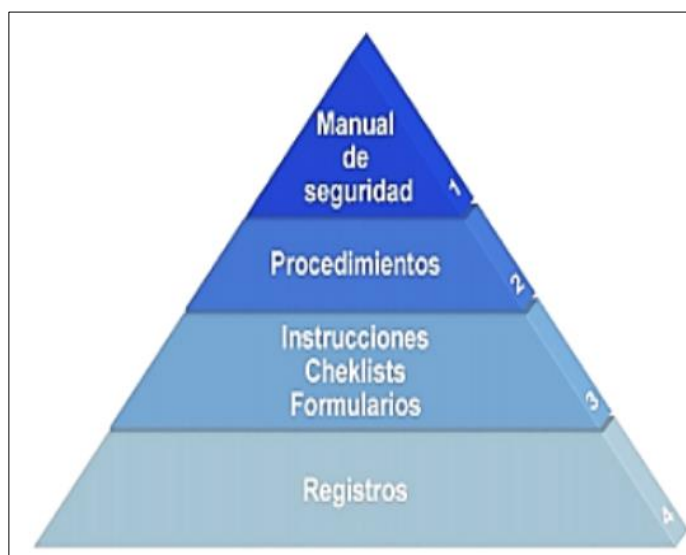 Manual
de
seguridad
1
Procedimientos
2
Instrucciones
Cheklists
Formularios
3
Registros
4